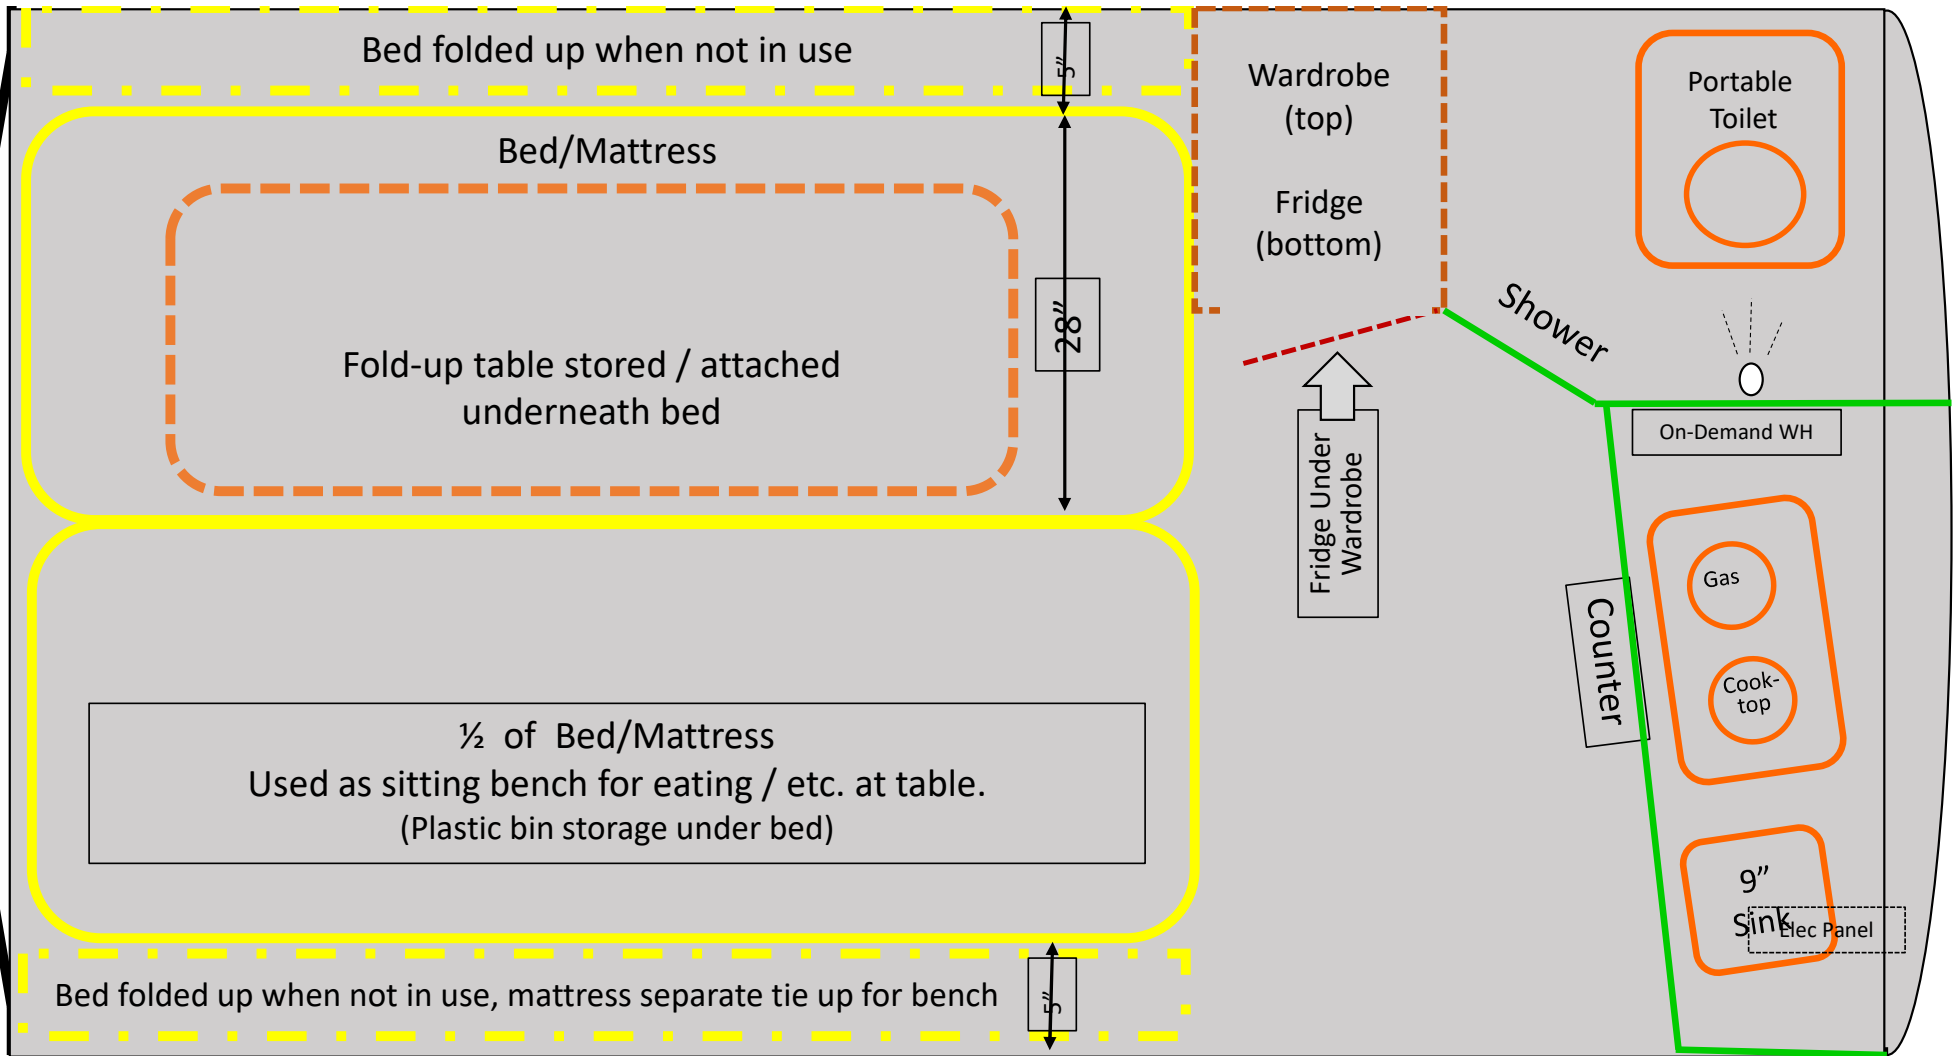 Bed folded up when not in use
5”
Wardrobe
(top)
Fridge
(bottom)
Portable
Toilet
Bed/Mattress
28”
Fold-up table stored / attached
underneath bed
Shower
On-Demand WH
Fridge Under
Wardrobe
Gas
Cook-
top
Counter
½ of Bed/Mattress
Used as sitting bench for eating / etc. at table.
(Plastic bin storage under bed)
9”
Sink
Elec Panel
Bed folded up when not in use, mattress separate tie up for bench
5”